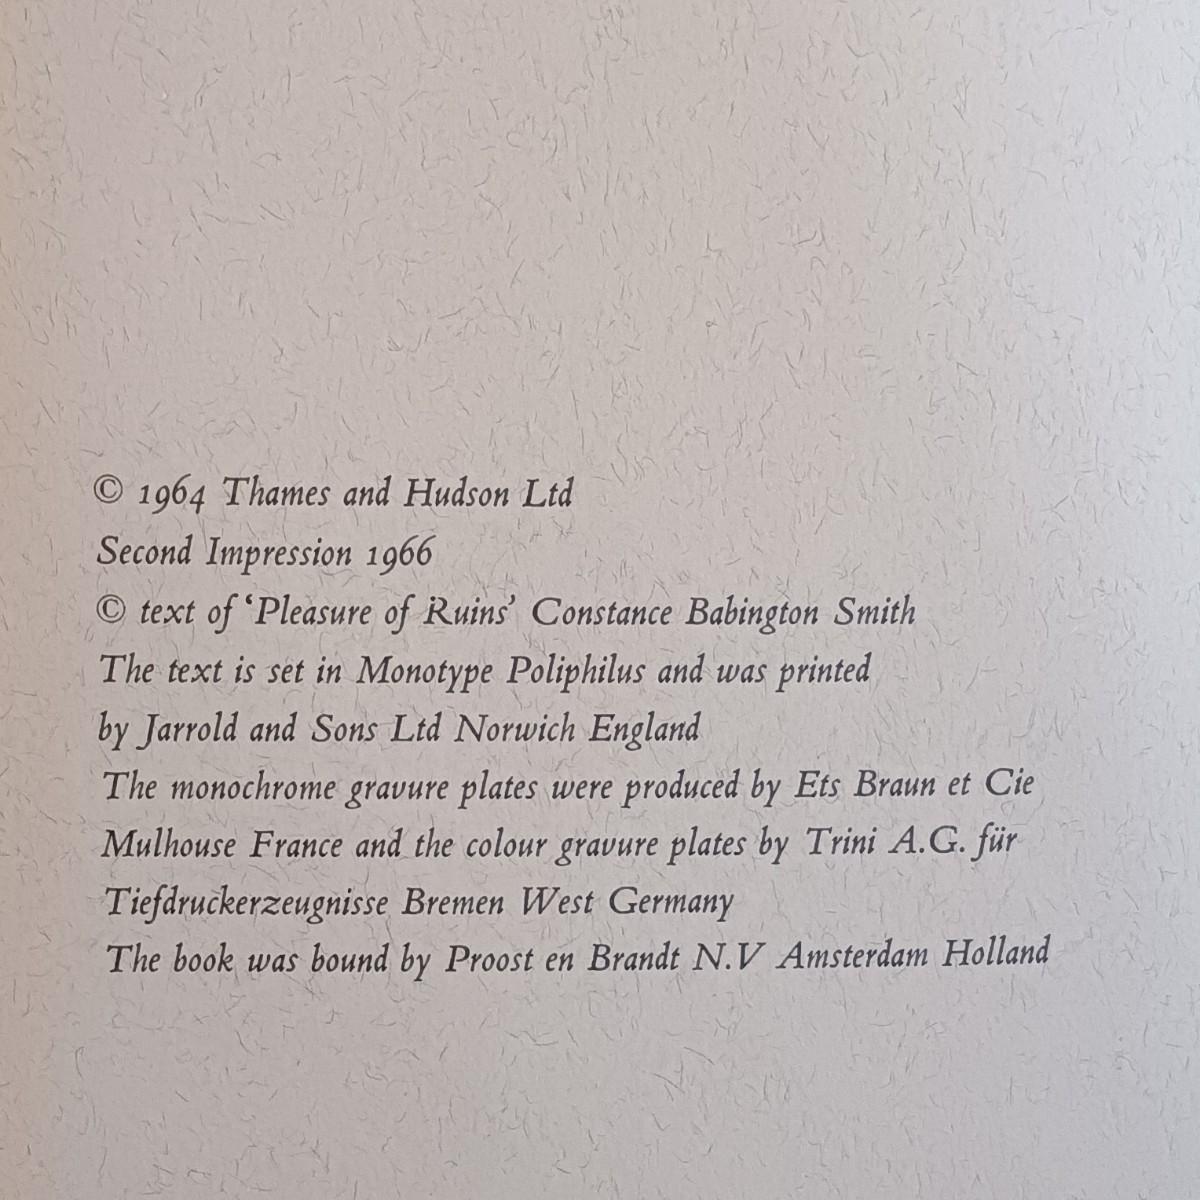 © 1964 Thames and Hudson Ltd
Second Impression 1966
© text of ‘Pleasure of Ruins’ Constance Babington Smith
The text is set in Monotype Poliphilus and was printed
by Jarrold and Sons Ltd Norwich England
The monochrome gravure plates were produced by Ets Braun et Cie
Mulhouse France and the colour gravure plates by Trini A.G. für
Tiefdruckerzeugnisse Bremen West Germany
The book was bound by Proost en Brandt N.V Amsterdam Holland